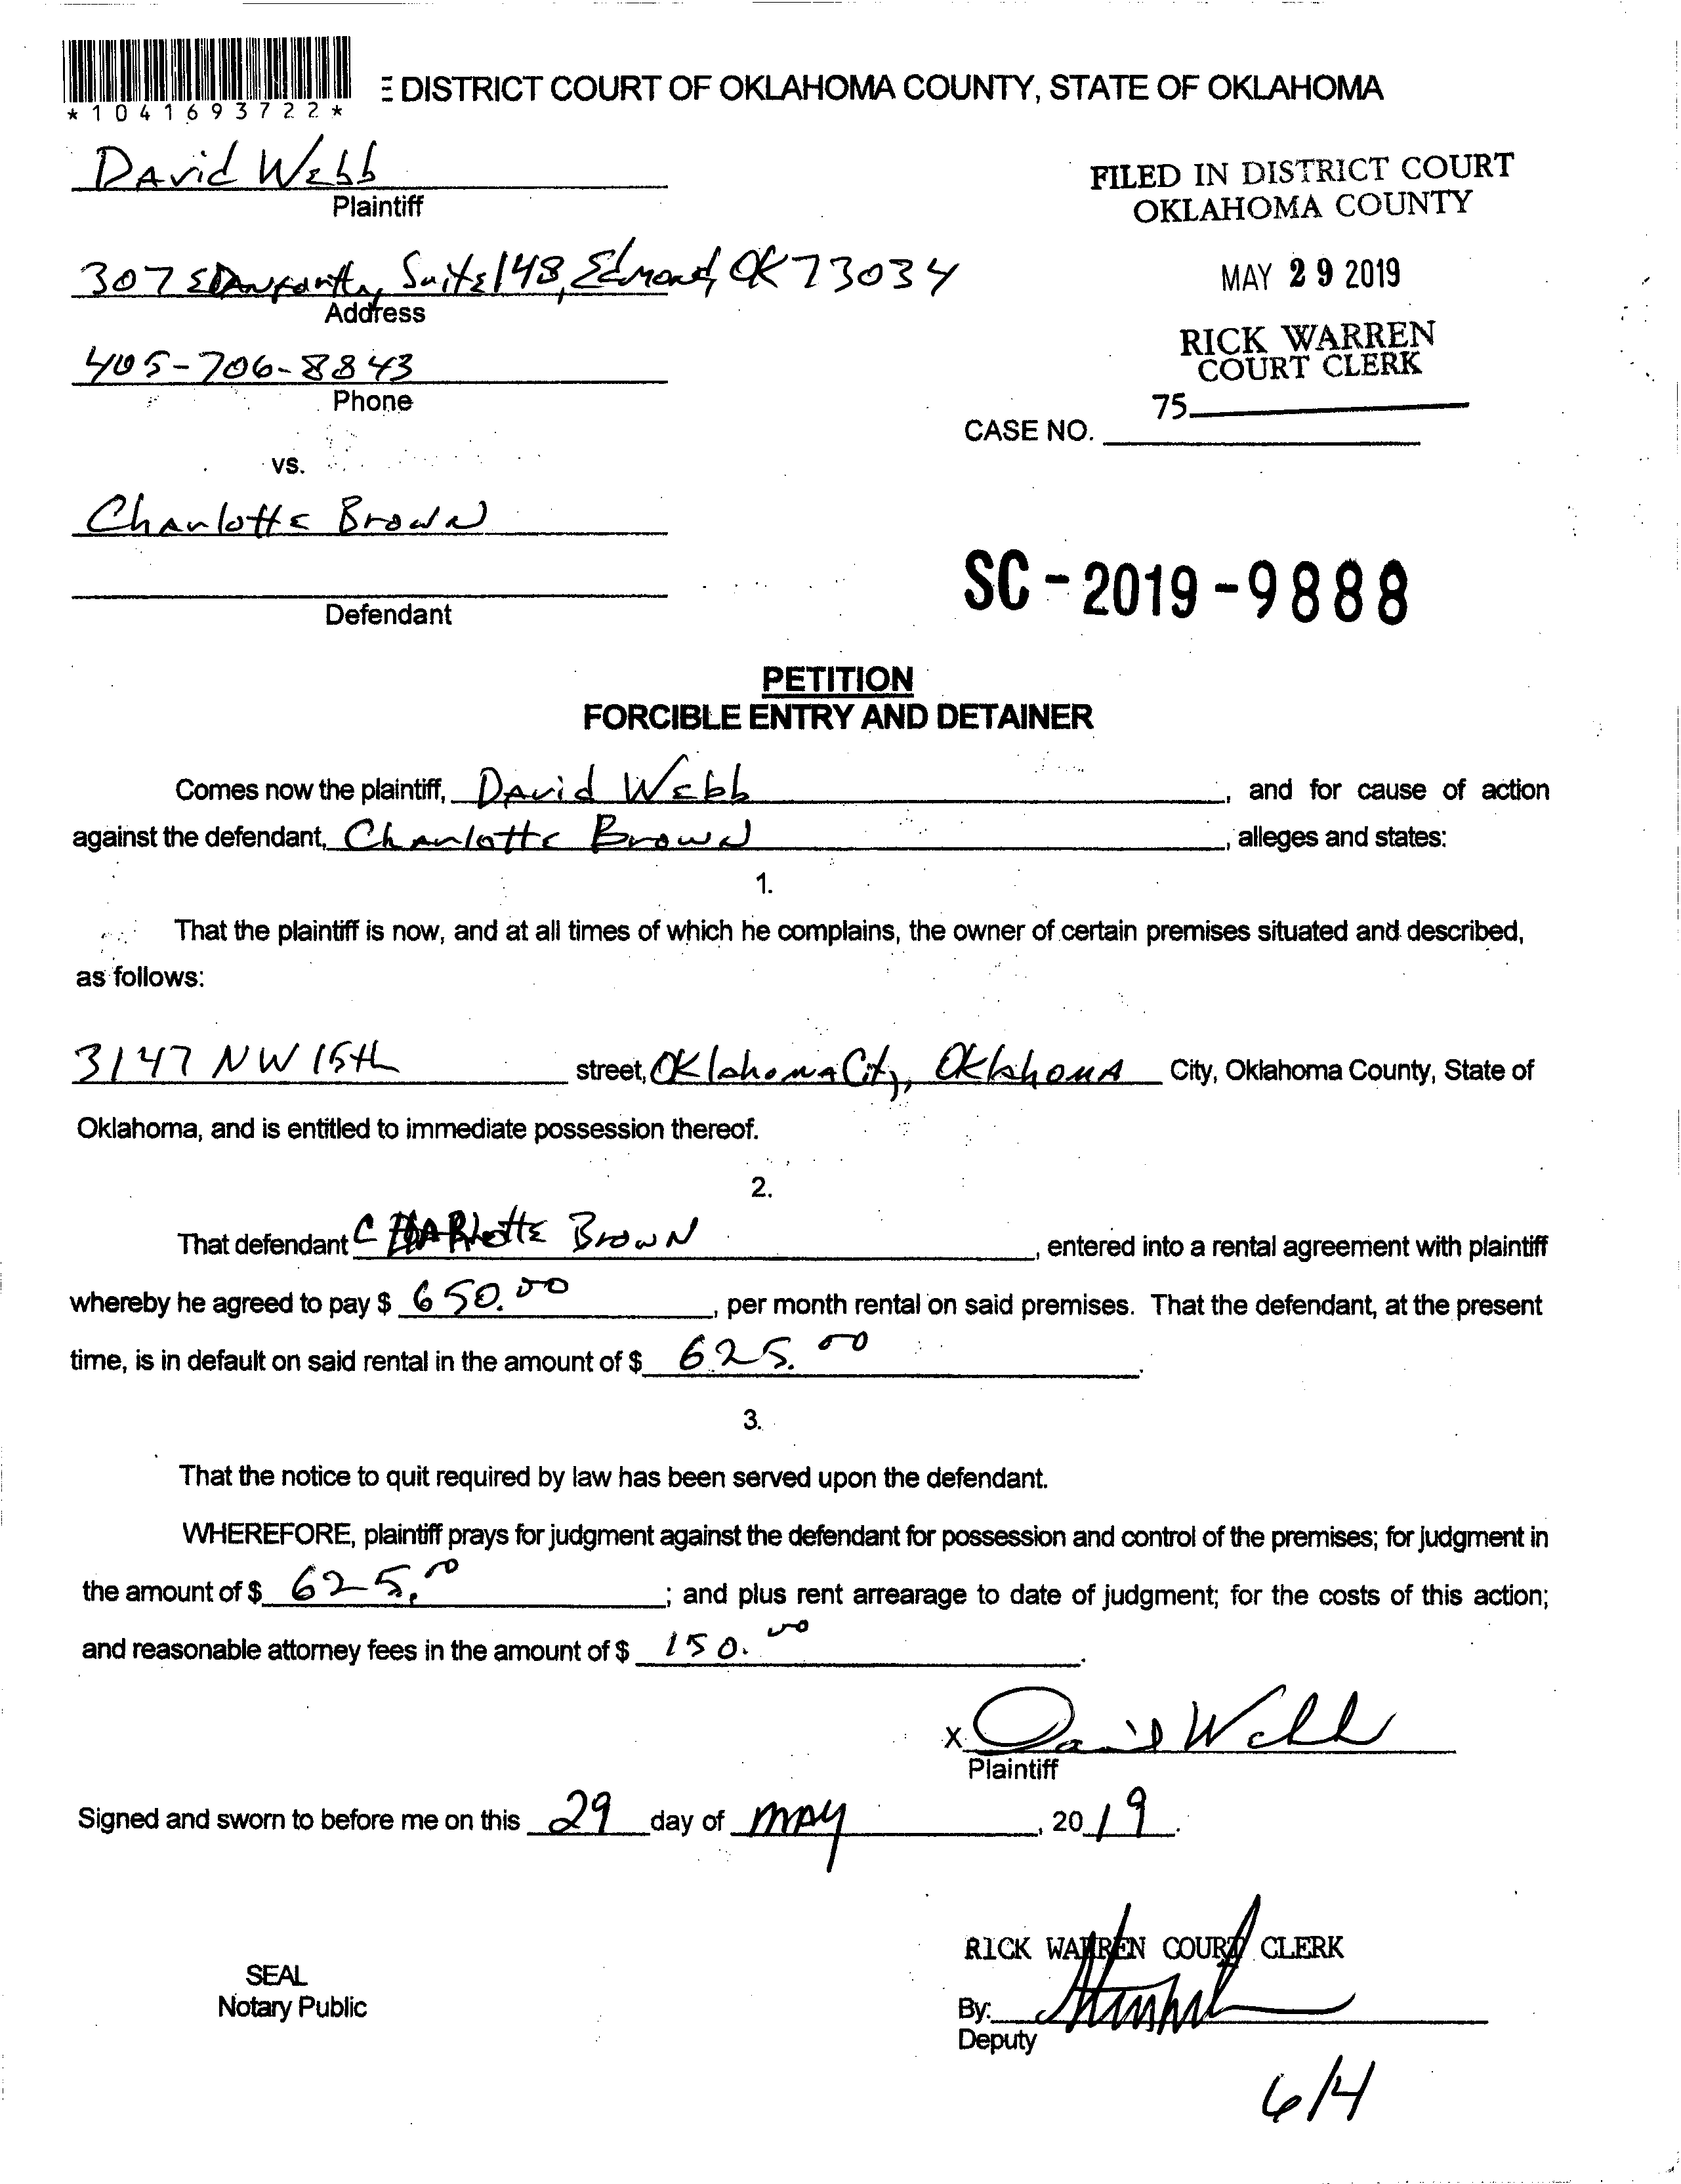 *1041693722*
DISTRICT COURT OF OKLAHOMA COUNTY, STATE OF OKLAHOMA
David Webb
Plaintiff
FILED IN DISTRICT COURT
OKLAHOMA COUNTY
307 E Danforth, Suite 148, Edmond, OK 73034
Address
MAY 29 2019
405-706-8843
Phone
RICK WARREN
COURT CLERK
75
CASE NO.
vs.
Charlotte Brown
Defendant
SC-2019-9888
PETITION
FORCIBLE ENTRY AND DETAINER
Comes now the plaintiff, David Webb, and for cause of action
against the defendant, Charlotte Brown, alleges and states:
1.
That the plaintiff is now, and at all times of which he complains, the owner of certain premises situated and described,
as follows:
3147 NW 15th street, Oklahoma City, Oklahoma City, Oklahoma County, State of
Oklahoma, and is entitled to immediate possession thereof.
2.
That defendant Charlotte Brown, entered into a rental agreement with plaintiff
whereby he agreed to pay $ 650.00, per month rental on said premises. That the defendant, at the present
time, is in default on said rental in the amount of $ 625.00.
3.
That the notice to quit required by law has been served upon the defendant.
WHEREFORE, plaintiff prays for judgment against the defendant for possession and control of the premises; for judgment in
the amount of $ 625.00; and plus rent arrearage to date of judgment; for the costs of this action;
and reasonable attorney fees in the amount of $ 150.00.
X David Webb
Plaintiff
Signed and sworn to before me on this 29 day of May, 2019.
RICK WARREN COURT CLERK
SEAL
Notary Public
By:
Deputy
6/4